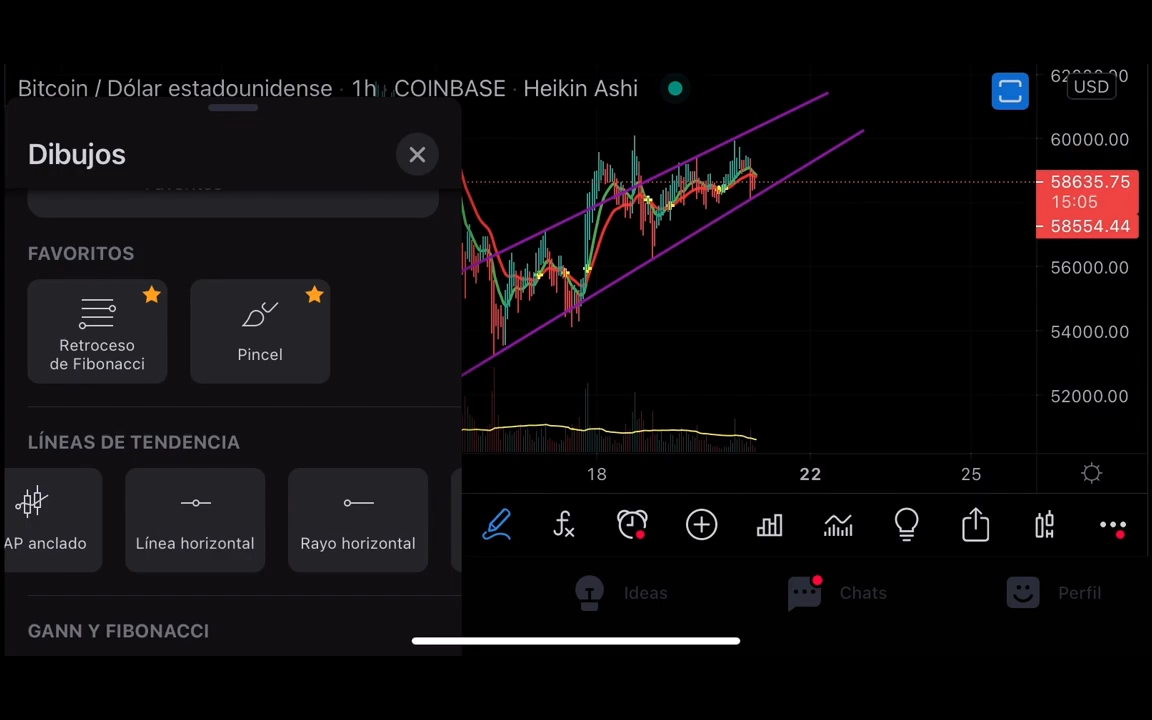 Bitcoin / Dólar estadounidense · 1h · COINBASE · Heikin Ashi
USD
Dibujos
FAVORITOS
Retroceso
de Fibonacci
Pincel
LÍNEAS DE TENDENCIA
AP anclado
Línea horizontal
Rayo horizontal
GANN Y FIBONACCI
60000.00
58635.75
15:05
58554.44
56000.00
54000.00
52000.00
18
22
25
Ideas
Chats
Perfil